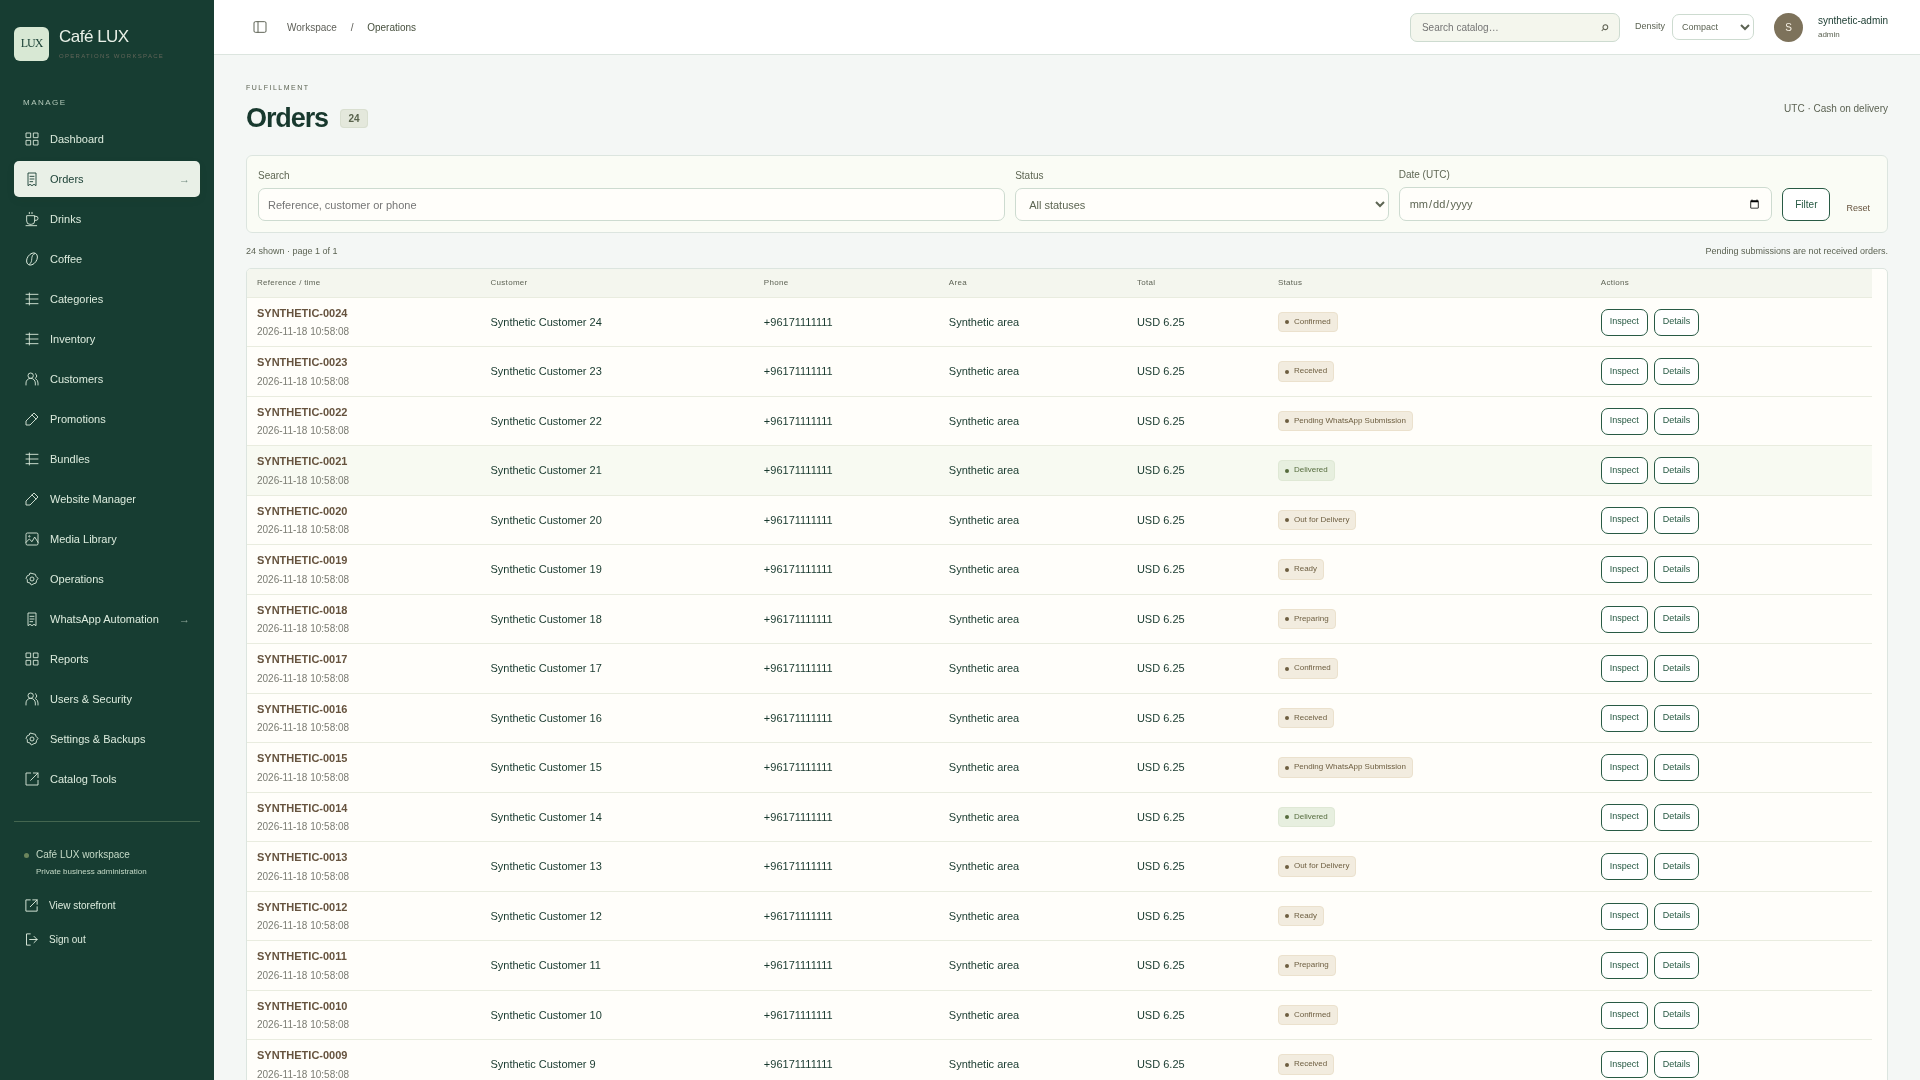 LUX
Café LUX
OPERATIONS WORKSPACE
MANAGE
Dashboard
Orders →
Drinks
Coffee
Categories
Inventory
Customers
Promotions
Bundles
Website Manager
Media Library
Operations
WhatsApp Automation →
Reports
Users & Security
Settings & Backups
Catalog Tools
Café LUX workspace
Private business administration
View storefront
Sign out
Workspace / Operations
Search catalog…
Density Compact
S
synthetic-admin
admin
FULFILLMENT
Orders 24
UTC · Cash on delivery
Search Status Date (UTC)
Reference, customer or phone All statuses mm/dd/yyyy Filter Reset
24 shown · page 1 of 1 Pending submissions are not received orders.
Reference / time Customer Phone Area Total Status Actions
SYNTHETIC-0024
2026-11-18 10:58:08 Synthetic Customer 24 +96171111111 Synthetic area USD 6.25 Confirmed Inspect Details
SYNTHETIC-0023
2026-11-18 10:58:08 Synthetic Customer 23 +96171111111 Synthetic area USD 6.25 Received Inspect Details
SYNTHETIC-0022
2026-11-18 10:58:08 Synthetic Customer 22 +96171111111 Synthetic area USD 6.25 Pending WhatsApp Submission Inspect Details
SYNTHETIC-0021
2026-11-18 10:58:08 Synthetic Customer 21 +96171111111 Synthetic area USD 6.25 Delivered Inspect Details
SYNTHETIC-0020
2026-11-18 10:58:08 Synthetic Customer 20 +96171111111 Synthetic area USD 6.25 Out for Delivery Inspect Details
SYNTHETIC-0019
2026-11-18 10:58:08 Synthetic Customer 19 +96171111111 Synthetic area USD 6.25 Ready Inspect Details
SYNTHETIC-0018
2026-11-18 10:58:08 Synthetic Customer 18 +96171111111 Synthetic area USD 6.25 Preparing Inspect Details
SYNTHETIC-0017
2026-11-18 10:58:08 Synthetic Customer 17 +96171111111 Synthetic area USD 6.25 Confirmed Inspect Details
SYNTHETIC-0016
2026-11-18 10:58:08 Synthetic Customer 16 +96171111111 Synthetic area USD 6.25 Received Inspect Details
SYNTHETIC-0015
2026-11-18 10:58:08 Synthetic Customer 15 +96171111111 Synthetic area USD 6.25 Pending WhatsApp Submission Inspect Details
SYNTHETIC-0014
2026-11-18 10:58:08 Synthetic Customer 14 +96171111111 Synthetic area USD 6.25 Delivered Inspect Details
SYNTHETIC-0013
2026-11-18 10:58:08 Synthetic Customer 13 +96171111111 Synthetic area USD 6.25 Out for Delivery Inspect Details
SYNTHETIC-0012
2026-11-18 10:58:08 Synthetic Customer 12 +96171111111 Synthetic area USD 6.25 Ready Inspect Details
SYNTHETIC-0011
2026-11-18 10:58:08 Synthetic Customer 11 +96171111111 Synthetic area USD 6.25 Preparing Inspect Details
SYNTHETIC-0010
2026-11-18 10:58:08 Synthetic Customer 10 +96171111111 Synthetic area USD 6.25 Confirmed Inspect Details
SYNTHETIC-0009
2026-11-18 10:58:08 Synthetic Customer 9 +96171111111 Synthetic area USD 6.25 Received Inspect Details